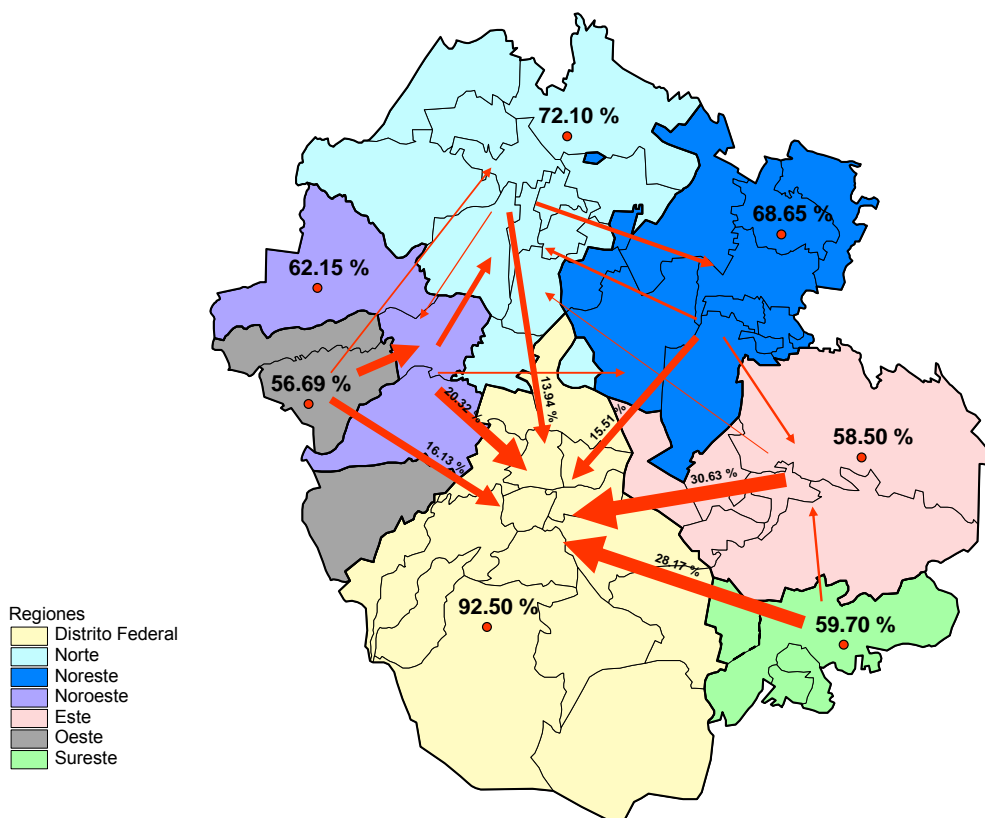 72.10 %
68.65 %
62.15 %
56.69 %
13.94 %
20.32 %
15.51 %
16.13 %
58.50 %
30.63 %
28.17 %
92.50 %
59.70 %
Regiones
Distrito Federal
Norte
Noreste
Noroeste
Este
Oeste
Sureste